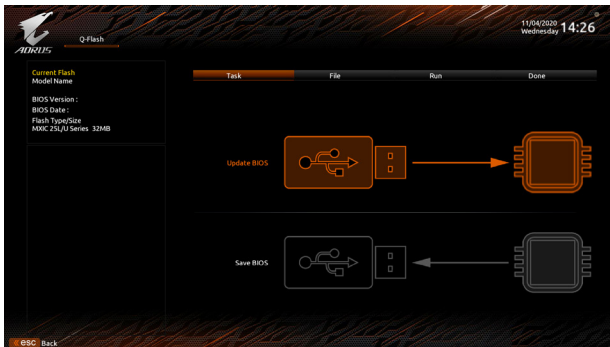 AORUS
Q-Flash
11/04/2020
Wednesday 14:26
Current Flash
Model Name
BIOS Version :
BIOS Date :
Flash Type/Size
MXIC 25L/U Series 32MB
Task File Run Done
Update BIOS
Save BIOS
esc Back